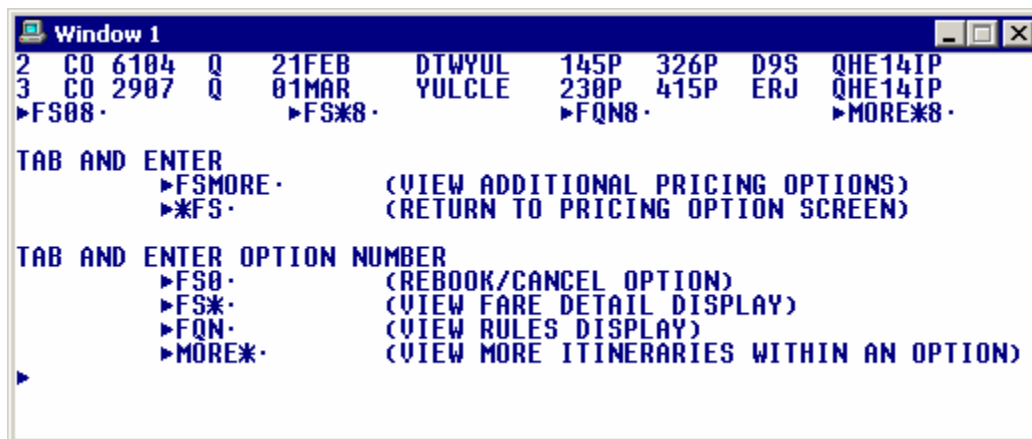 Window 1
2 CO 6104 Q 21FEB DTWYUL 145P 326P D9S QHE14IP
3 CO 2907 Q 01MAR YULCLE 230P 415P ERJ QHE14IP
►FS08· ►FS*8· ►FQN8· ►MORE*8·
TAB AND ENTER
►FSMORE· (VIEW ADDITIONAL PRICING OPTIONS)
►*FS· (RETURN TO PRICING OPTION SCREEN)
TAB AND ENTER OPTION NUMBER
►FS0· (REBOOK/CANCEL OPTION)
►FS*· (VIEW FARE DETAIL DISPLAY)
►FQN· (VIEW RULES DISPLAY)
►MORE*· (VIEW MORE ITINERARIES WITHIN AN OPTION)
►